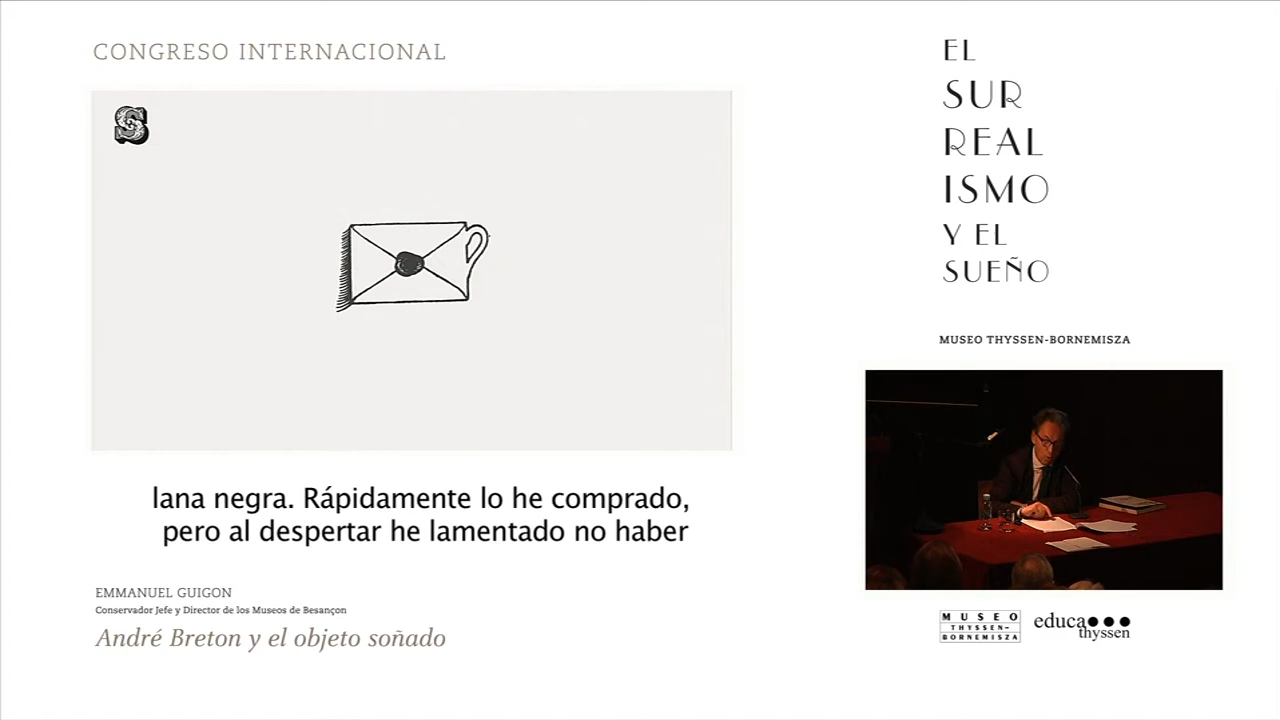 CONGRESO INTERNACIONAL
S
lana negra. Rápidamente lo he comprado,
pero al despertar he lamentado no haber
EMMANUEL GUIGON
Conservador Jefe y Director de los Museos de Besançon
André Breton y el objeto soñado
EL
SUR
REAL
ISMO
Y EL
SUEÑO
MUSEO THYSSEN-BORNEMISZA
MUSEO
THYSSEN-
BORNEMISZA
educa
thyssen